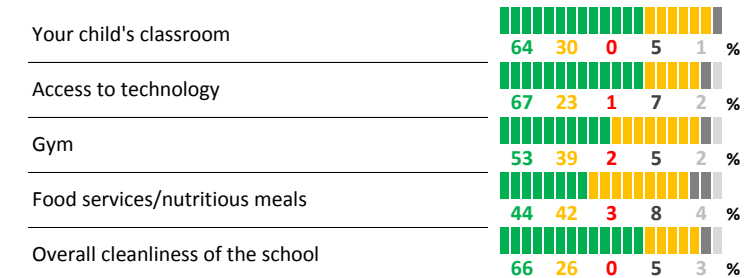 Your child's classroom
64 30 0 5 1 %
Access to technology
67 23 1 7 2 %
Gym
53 39 2 5 2 %
Food services/nutritious meals
44 42 3 8 4 %
Overall cleanliness of the school
66 26 0 5 3 %